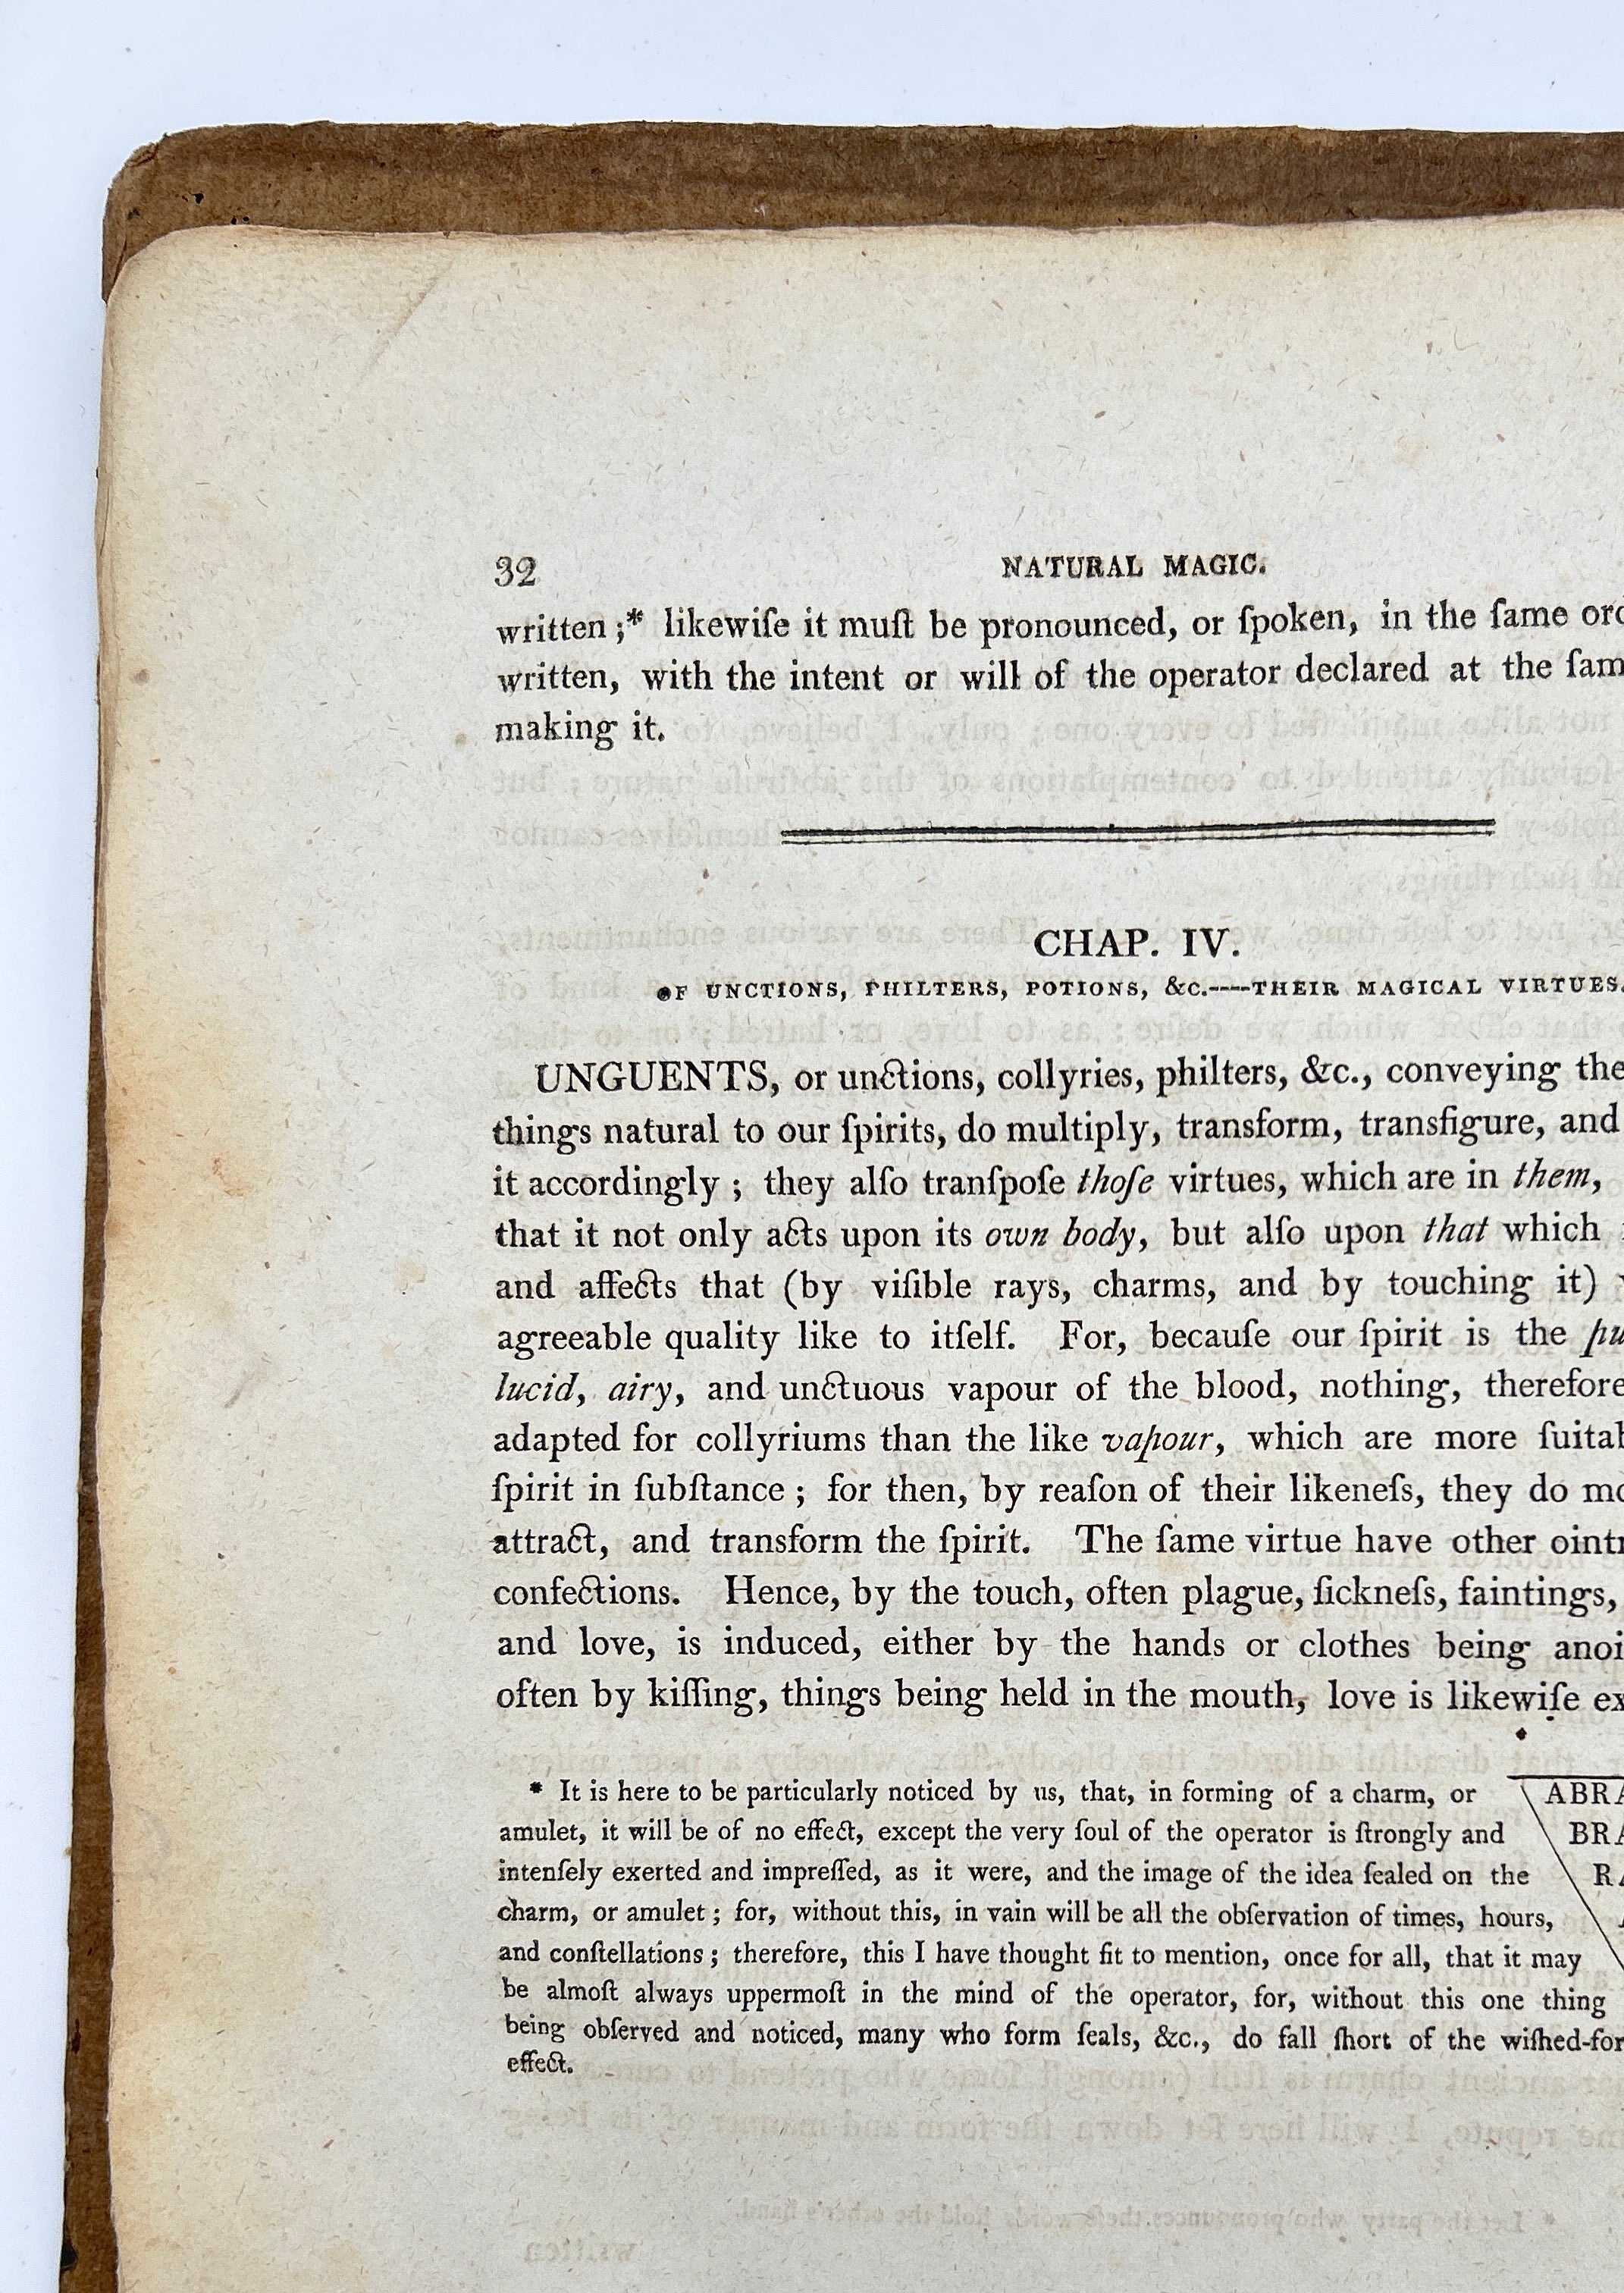 32 NATURAL MAGIC.
written ;* likewiſe it muſt be pronounced, or ſpoken, in the ſame ord
written, with the intent or will of the operator declared at the ſam
making it.
CHAP. IV.
OF UNCTIONS, PHILTERS, POTIONS, &c.----THEIR MAGICAL VIRTUES.
UNGUENTS, or unctions, collyries, philters, &c., conveying the
things natural to our ſpirits, do multiply, transform, transfigure, and
it accordingly ; they alſo tranſpoſe thoſe virtues, which are in them,
that it not only acts upon its own body, but alſo upon that which
and affects that (by viſible rays, charms, and by touching it)
agreeable quality like to itſelf. For, becauſe our ſpirit is the pu
lucid, airy, and unctuous vapour of the blood, nothing, therefore
adapted for collyriums than the like vapour, which are more ſuitab
ſpirit in ſubſtance ; for then, by reaſon of their likeneſs, they do mo
attract, and transform the ſpirit. The ſame virtue have other ointm
confections. Hence, by the touch, often plague, ſickneſs, faintings,
and love, is induced, either by the hands or clothes being anoi
often by kiſſing, things being held in the mouth, love is likewiſe ex
* It is here to be particularly noticed by us, that, in forming of a charm, or ABRA
amulet, it will be of no effect, except the very ſoul of the operator is ſtrongly and BRA
intenſely exerted and impreſſed, as it were, and the image of the idea ſealed on the RA
charm, or amulet ; for, without this, in vain will be all the obſervation of times, hours,
and conſtellations ; therefore, this I have thought fit to mention, once for all, that it may
be almoſt always uppermoſt in the mind of the operator, for, without this one thing
being obſerved and noticed, many who form ſeals, &c., do fall ſhort of the wiſhed-for
effect.